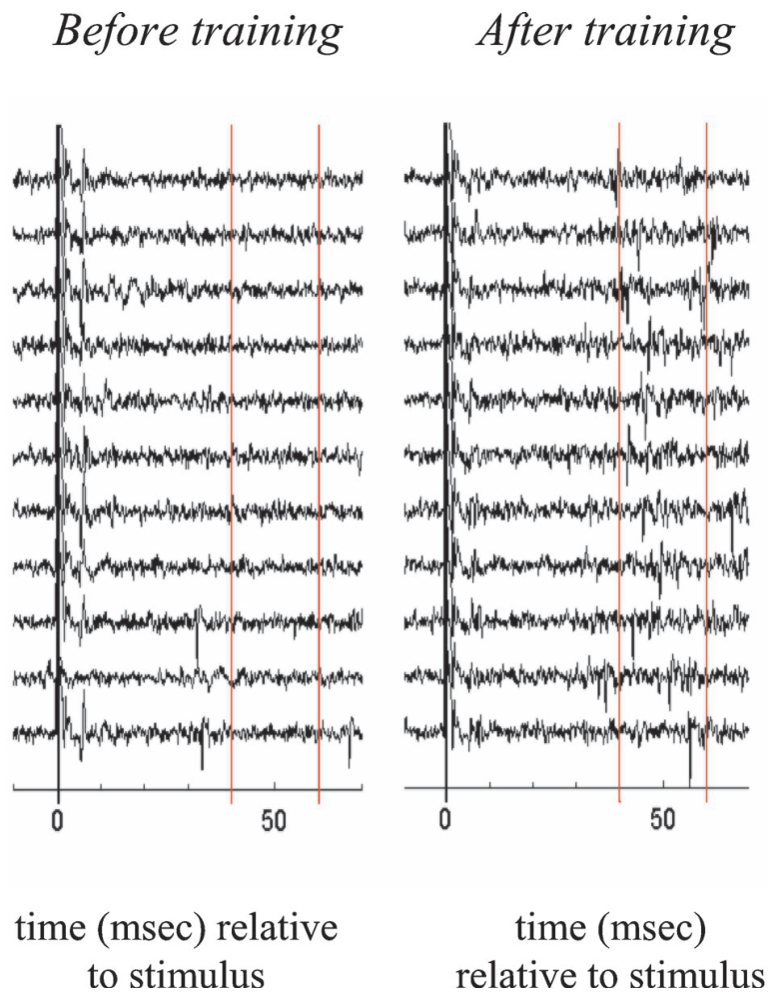 Before training
After training
0 50
0 50
time (msec) relative
to stimulus
time (msec)
relative to stimulus